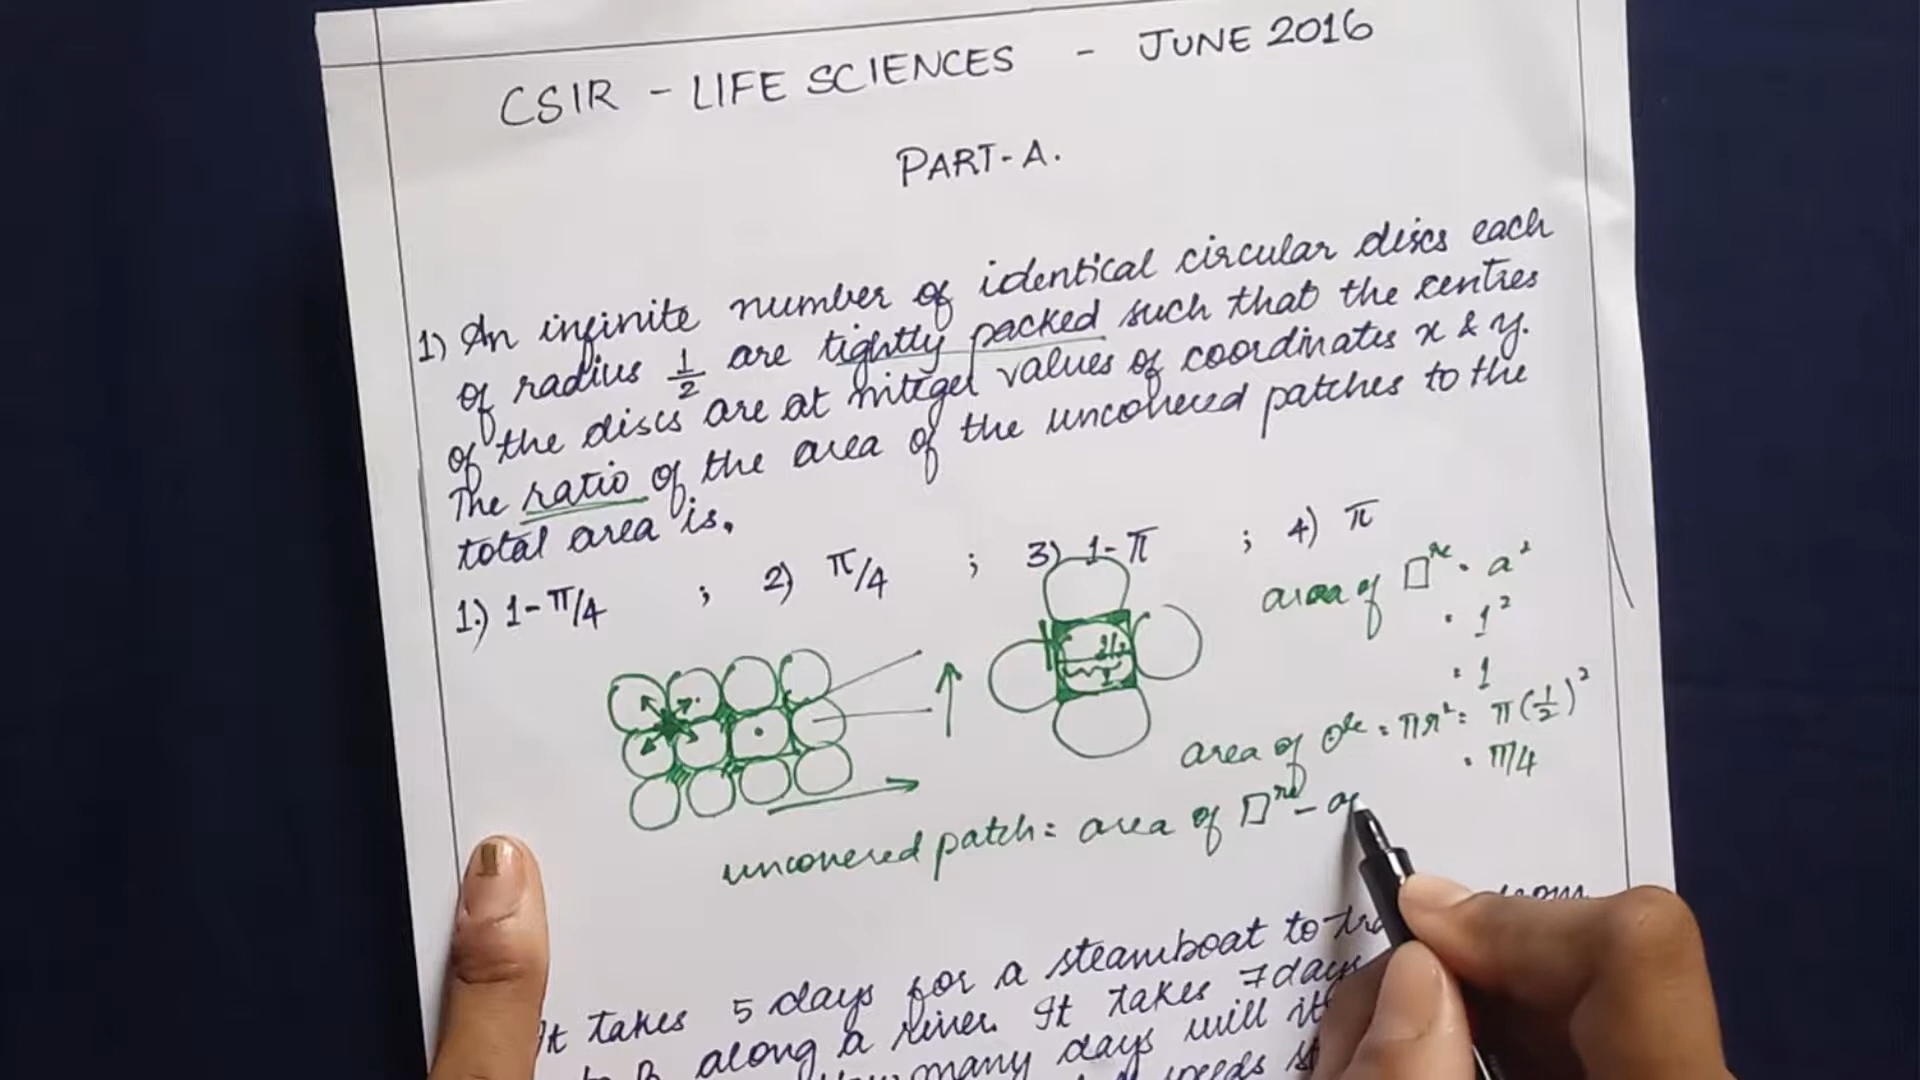 CSIR - LIFE SCIENCES - JUNE 2016
PART-A.
1) An infinite number of identical circular discs each
of radius 1/2 are tightly packed such that the centres
of the discs are at integer values of coordinates x & y.
The ratio of the area of the uncovered patches to the
total area is.
1.) 1-π/4 ; 2) π/4 ; 3) 1-π ; 4) π
area of □re = a²
= 1²
= 1
area of Ole = πr² = π(1/2)²
= π/4
uncovered patch = area of □re - a
It takes 5 days for a steamboat to
B along a river. It takes 7 days
many days will it